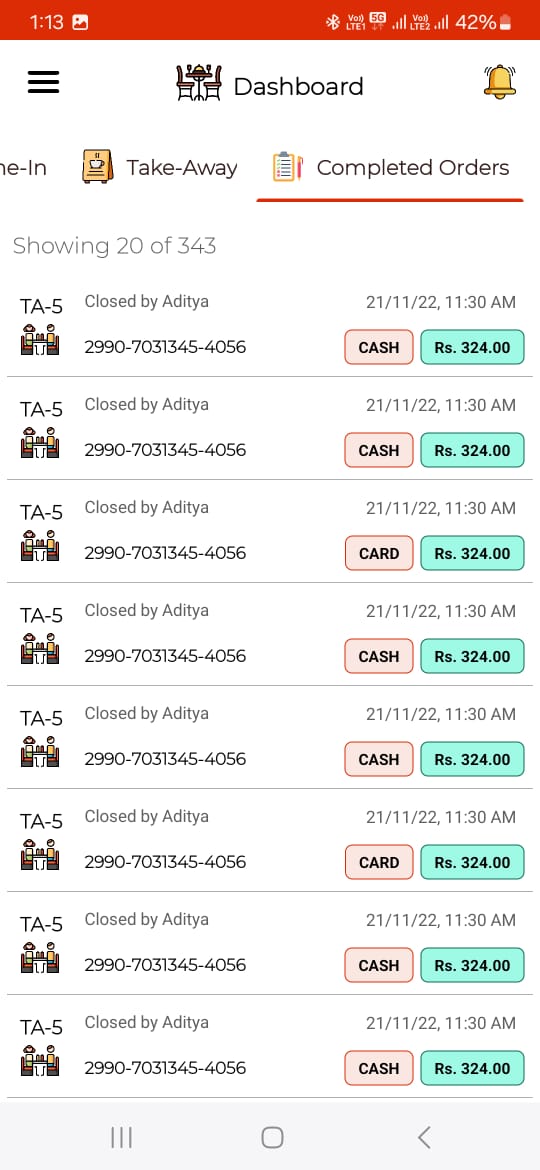 1:13 Vo)) LTE1 5G Vo)) LTE2 42%
Dashboard
ne-In Take-Away Completed Orders
Showing 20 of 343
TA-5 Closed by Aditya 21/11/22, 11:30 AM
2990-7031345-4056 CASH Rs. 324.00
TA-5 Closed by Aditya 21/11/22, 11:30 AM
2990-7031345-4056 CASH Rs. 324.00
TA-5 Closed by Aditya 21/11/22, 11:30 AM
2990-7031345-4056 CARD Rs. 324.00
TA-5 Closed by Aditya 21/11/22, 11:30 AM
2990-7031345-4056 CASH Rs. 324.00
TA-5 Closed by Aditya 21/11/22, 11:30 AM
2990-7031345-4056 CASH Rs. 324.00
TA-5 Closed by Aditya 21/11/22, 11:30 AM
2990-7031345-4056 CARD Rs. 324.00
TA-5 Closed by Aditya 21/11/22, 11:30 AM
2990-7031345-4056 CASH Rs. 324.00
TA-5 Closed by Aditya 21/11/22, 11:30 AM
2990-7031345-4056 CASH Rs. 324.00